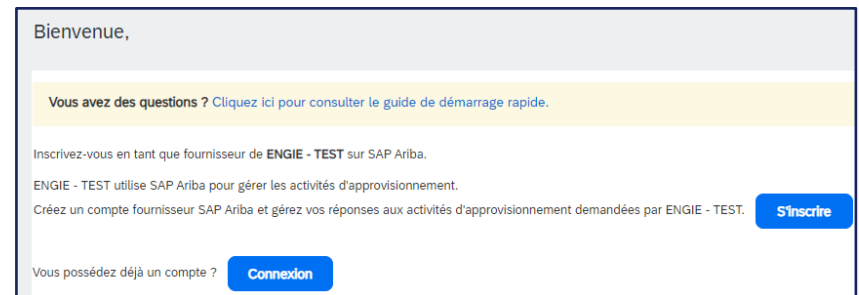 Bienvenue,
Vous avez des questions ? Cliquez ici pour consulter le guide de démarrage rapide.
Inscrivez-vous en tant que fournisseur de ENGIE - TEST sur SAP Ariba.
ENGIE - TEST utilise SAP Ariba pour gérer les activités d'approvisionnement.
Créez un compte fournisseur SAP Ariba et gérez vos réponses aux activités d'approvisionnement demandées par ENGIE - TEST. S'inscrire
Vous possédez déjà un compte ? Connexion